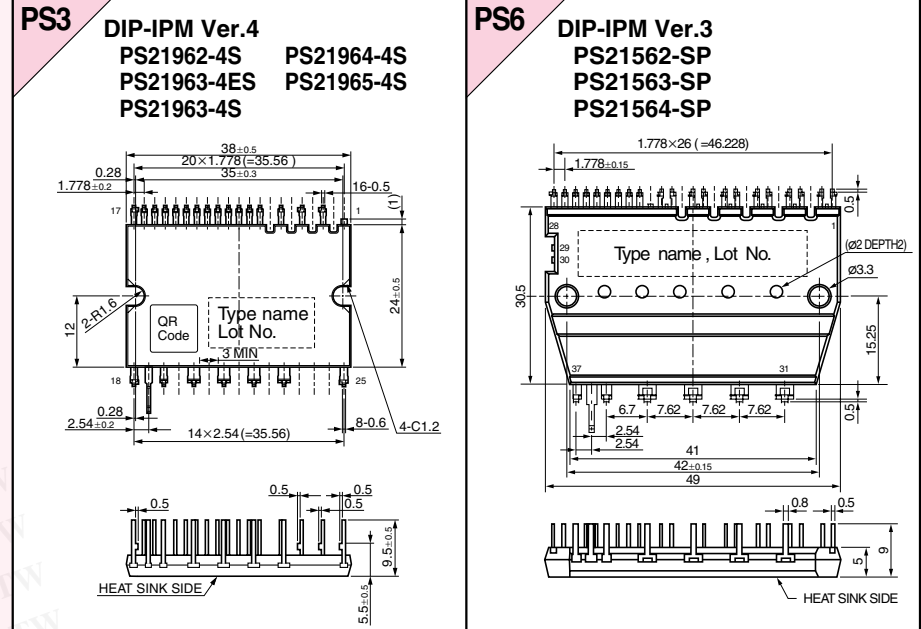 PS3
DIP-IPM Ver.4
PS21962-4S PS21964-4S
PS21963-4ES PS21965-4S
PS21963-4S
38±0.5
20×1.778(=35.56 )
0.28 35±0.3
1.778±0.2
16-0.5
(1)
17
1
24±0.5
12
2-R1.6
QR
Code
Type name
Lot No.
3 MIN
18
25
0.28
2.54±0.2
14×2.54(=35.56)
8-0.6
4-C1.2
0.5
0.5
0.5
0.5
9.5±0.5
5.5±0.5
HEAT SINK SIDE
PS6
DIP-IPM Ver.3
PS21562-SP
PS21563-SP
PS21564-SP
1.778×26 ( =46.228)
1.778±0.15
0.5
28
1
29
30
Type name , Lot No.
(ø2 DEPTH2)
ø3.3
30.5
15.25
37
31
6.7 7.62 7.62 7.62
0.5
2.54
2.54
41
42±0.15
49
0.8 0.5
5
9
HEAT SINK SIDE